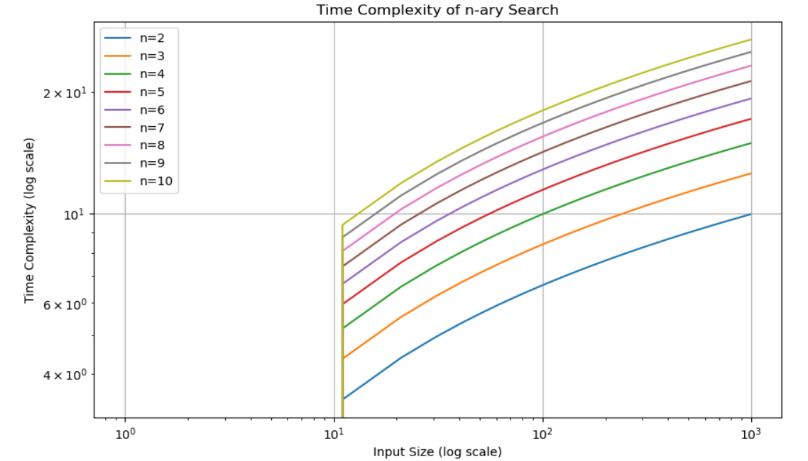 Time Complexity of n-ary Search
n=2
n=3
n=4
n=5
n=6
n=7
n=8
n=9
n=10
2 × 10¹
10¹
6 × 10⁰
4 × 10⁰
Time Complexity (log scale)
10⁰
10¹
10²
10³
Input Size (log scale)